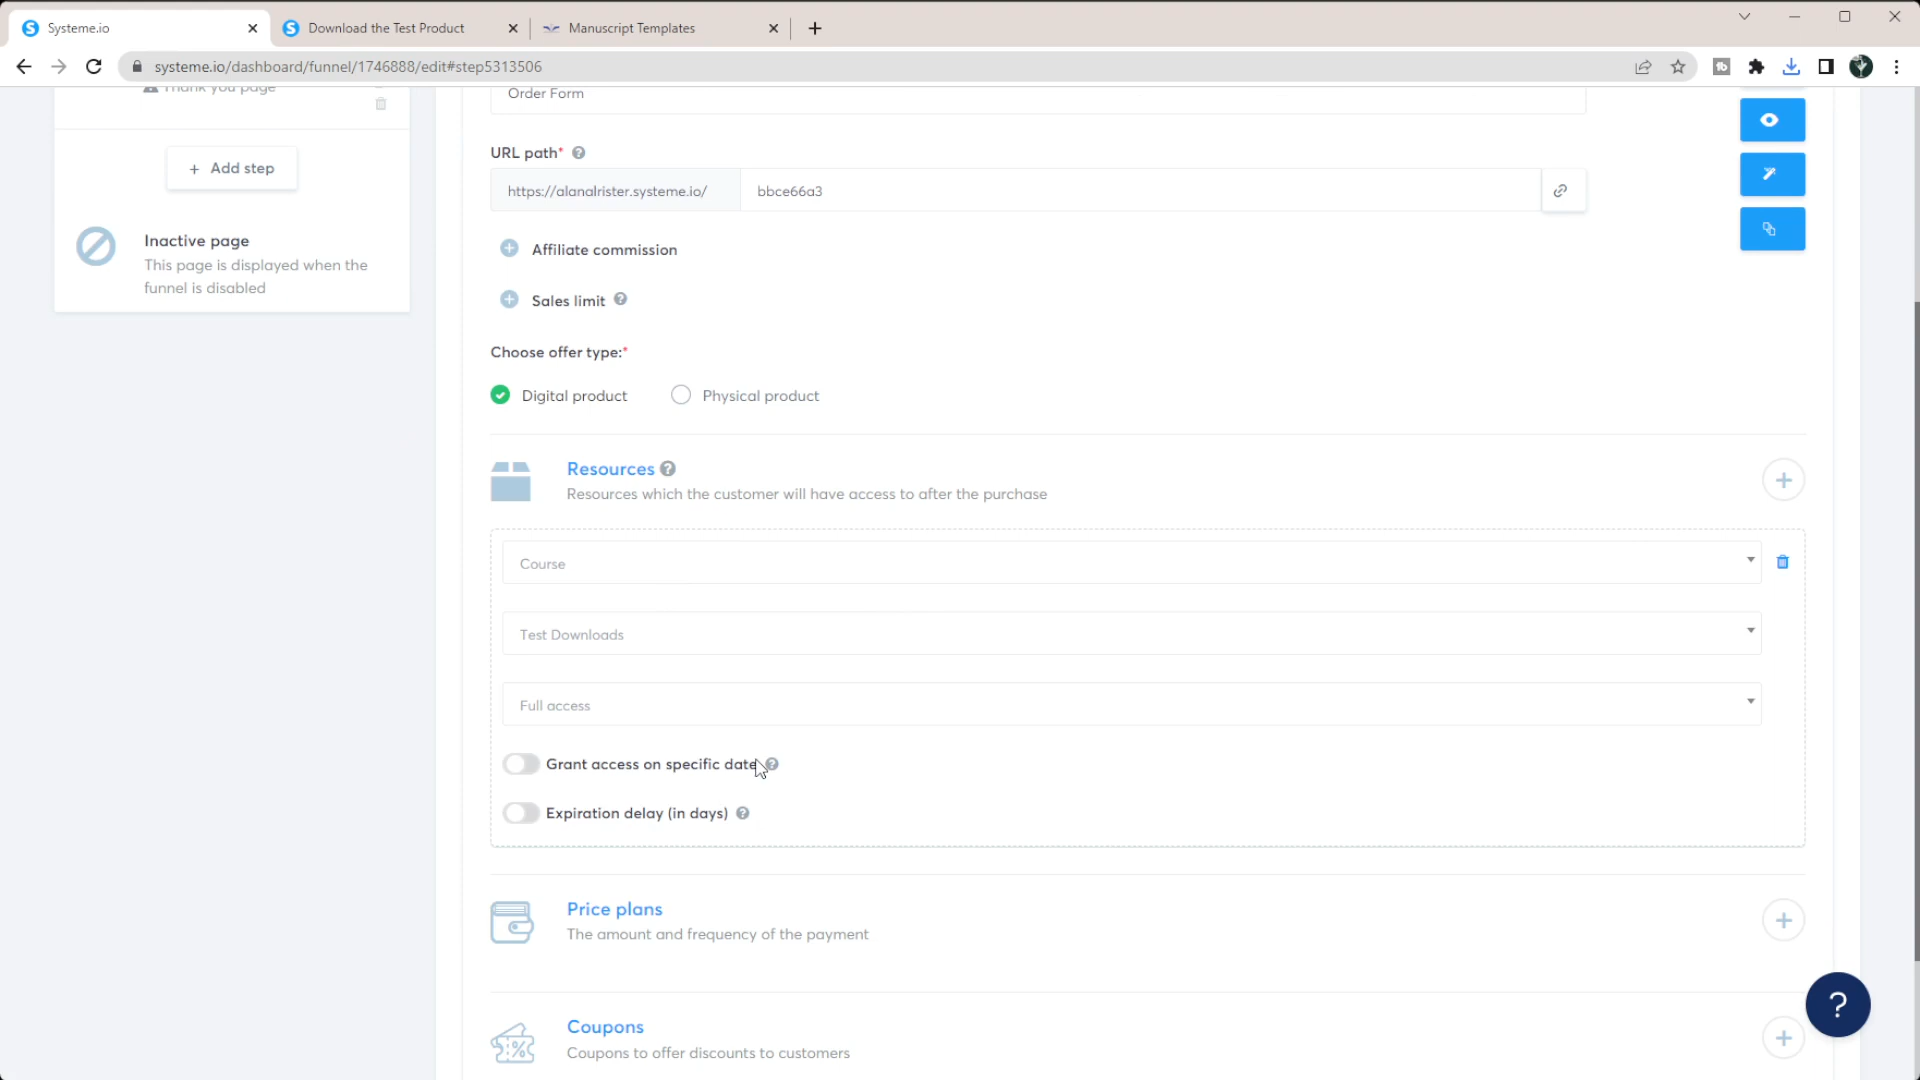 Systeme.io
Download the Test Product
Manuscript Templates
systeme.io/dashboard/funnel/1746888/edit#step5313506
Thank you page
Order Form
URL path*
https://alanalrister.systeme.io/
bbce66a3
+ Add step
Inactive page
This page is displayed when the
funnel is disabled
Affiliate commission
Sales limit
Choose offer type:*
Digital product
Physical product
Resources
Resources which the customer will have access to after the purchase
Course
Test Downloads
Full access
Grant access on specific date
Expiration delay (in days)
Price plans
The amount and frequency of the payment
Coupons
Coupons to offer discounts to customers